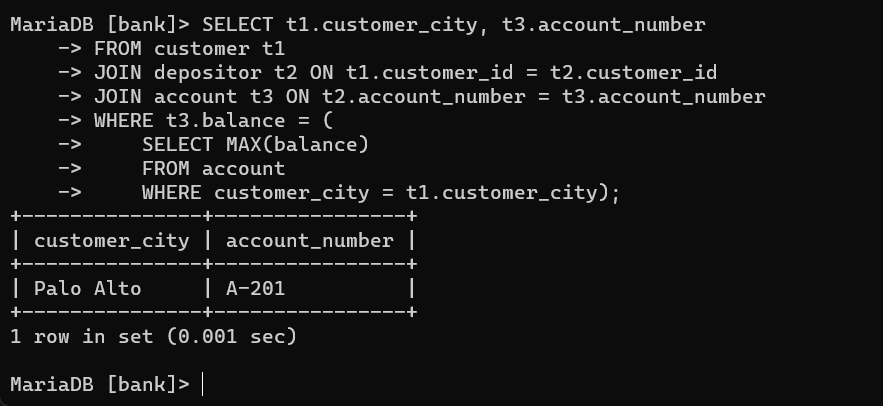 MariaDB [bank]> SELECT t1.customer_city, t3.account_number
    -> FROM customer t1
    -> JOIN depositor t2 ON t1.customer_id = t2.customer_id
    -> JOIN account t3 ON t2.account_number = t3.account_number
    -> WHERE t3.balance = (
    ->     SELECT MAX(balance)
    ->     FROM account
    ->     WHERE customer_city = t1.customer_city);
+---------------+----------------+
| customer_city | account_number |
+---------------+----------------+
| Palo Alto     | A-201          |
+---------------+----------------+
1 row in set (0.001 sec)

MariaDB [bank]>